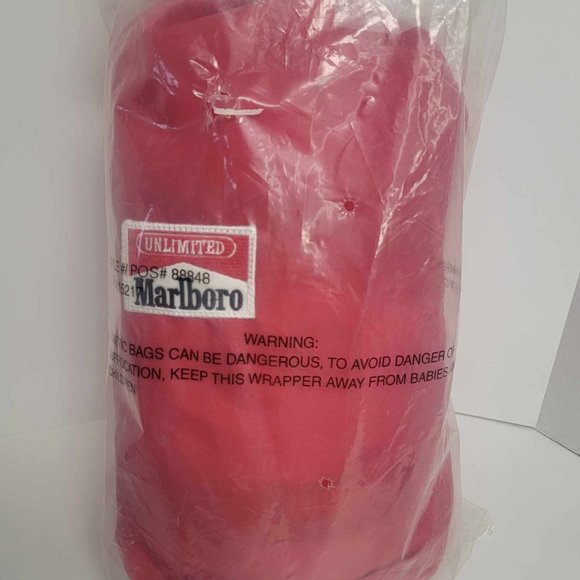 UNLIMITED
POS# 88848
Marlboro
WARNING:
BAGS CAN BE DANGEROUS, TO AVOID DANGER OF
KEEP THIS WRAPPER AWAY FROM BABIES